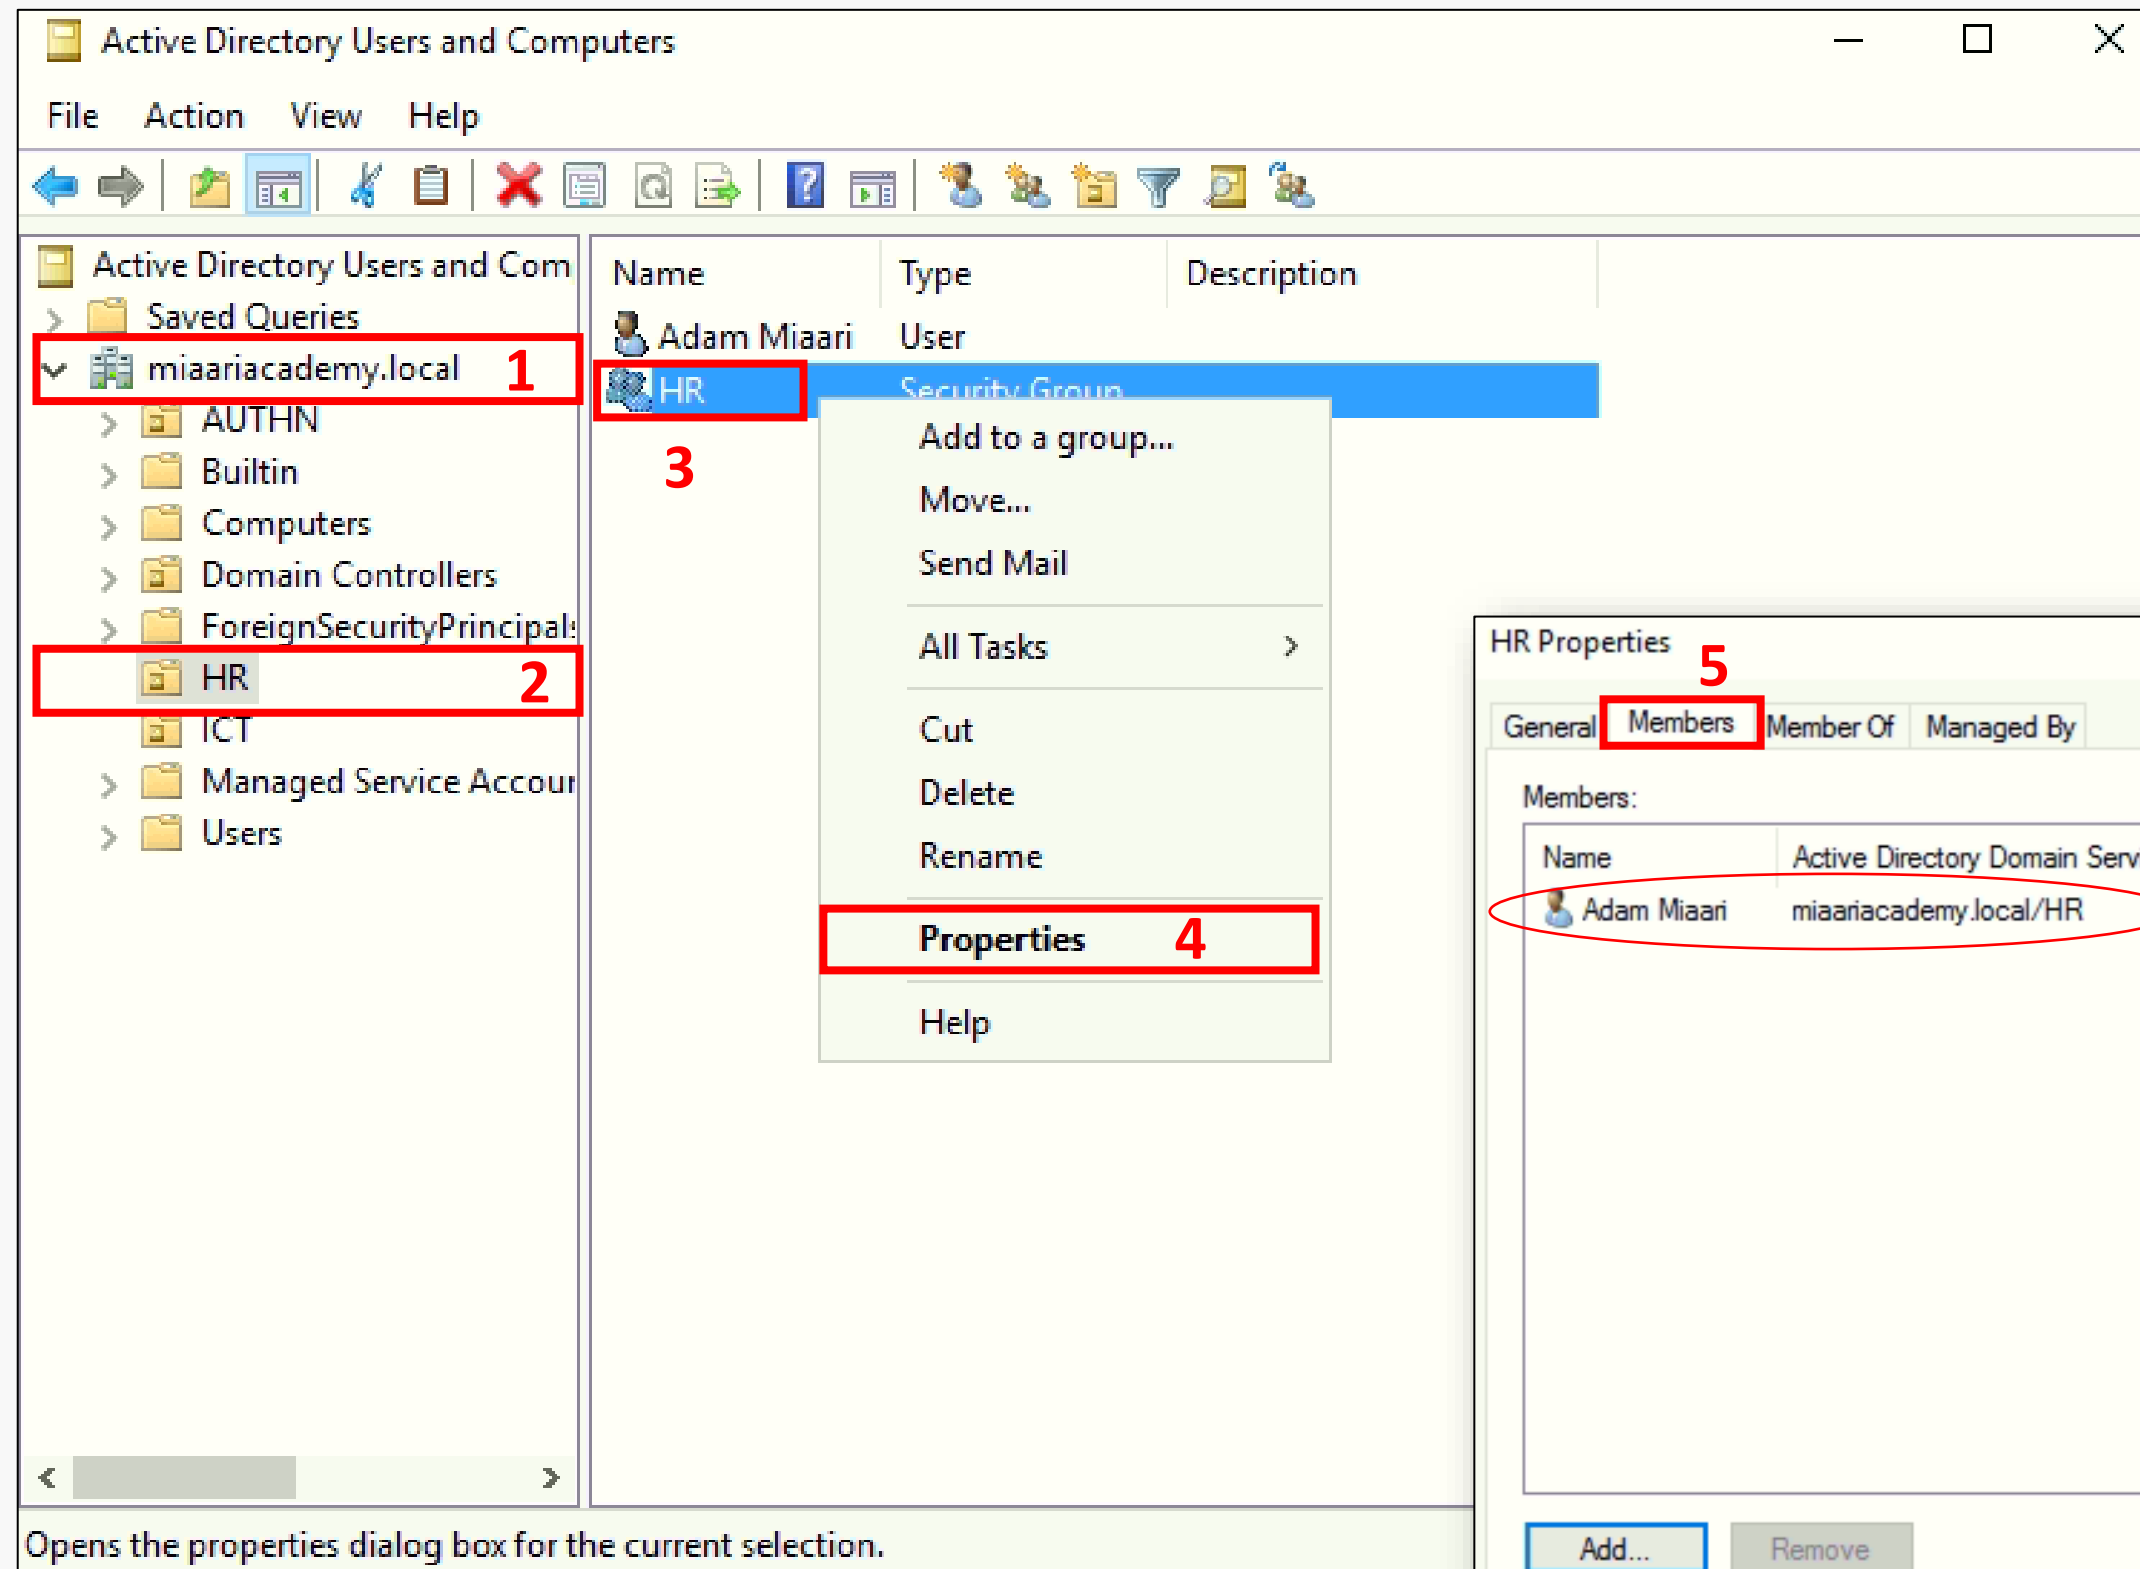 Active Directory Users and Computers
File Action View Help
Active Directory Users and Com
Saved Queries
miaariacademy.local 1
AUTHN
Builtin
Computers
Domain Controllers
ForeignSecurityPrincipals
HR 2
ICT
Managed Service Accour
Users
Name Type Description
Adam Miaari User
HR Security Group
3
Add to a group...
Move...
Send Mail
All Tasks
Cut
Delete
Rename
Properties 4
Help
HR Properties
5
General Members Member Of Managed By
Members:
Name Active Directory Domain Servi
Adam Miaari miaariacademy.local/HR
Add... Remove
Opens the properties dialog box for the current selection.